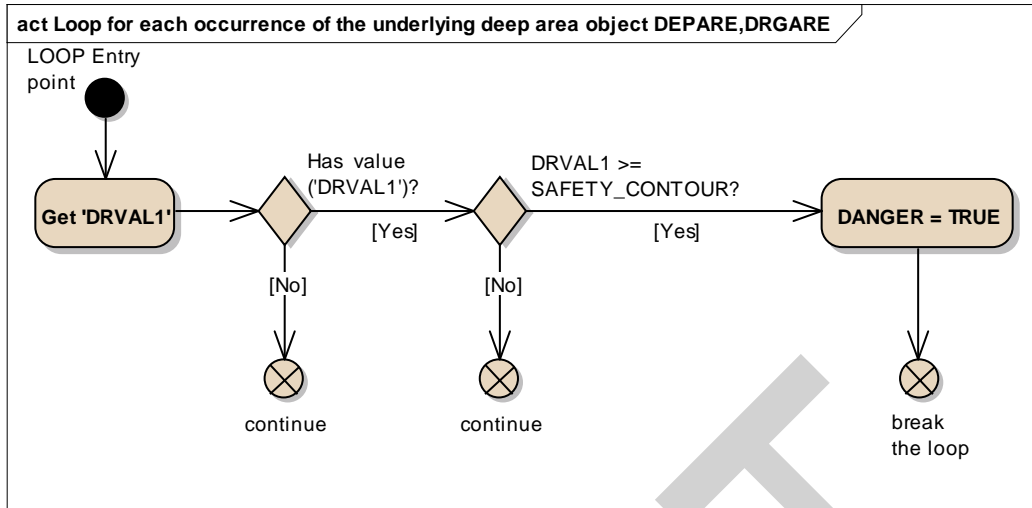 act Loop for each occurrence of the underlying deep area object DEPARE,DRGARE
LOOP Entry
point
Has value
('DRVAL1')?
DRVAL1 >=
SAFETY_CONTOUR?
Get 'DRVAL1'
[Yes]
[Yes]
DANGER = TRUE
[No]
[No]
continue
continue
break
the loop